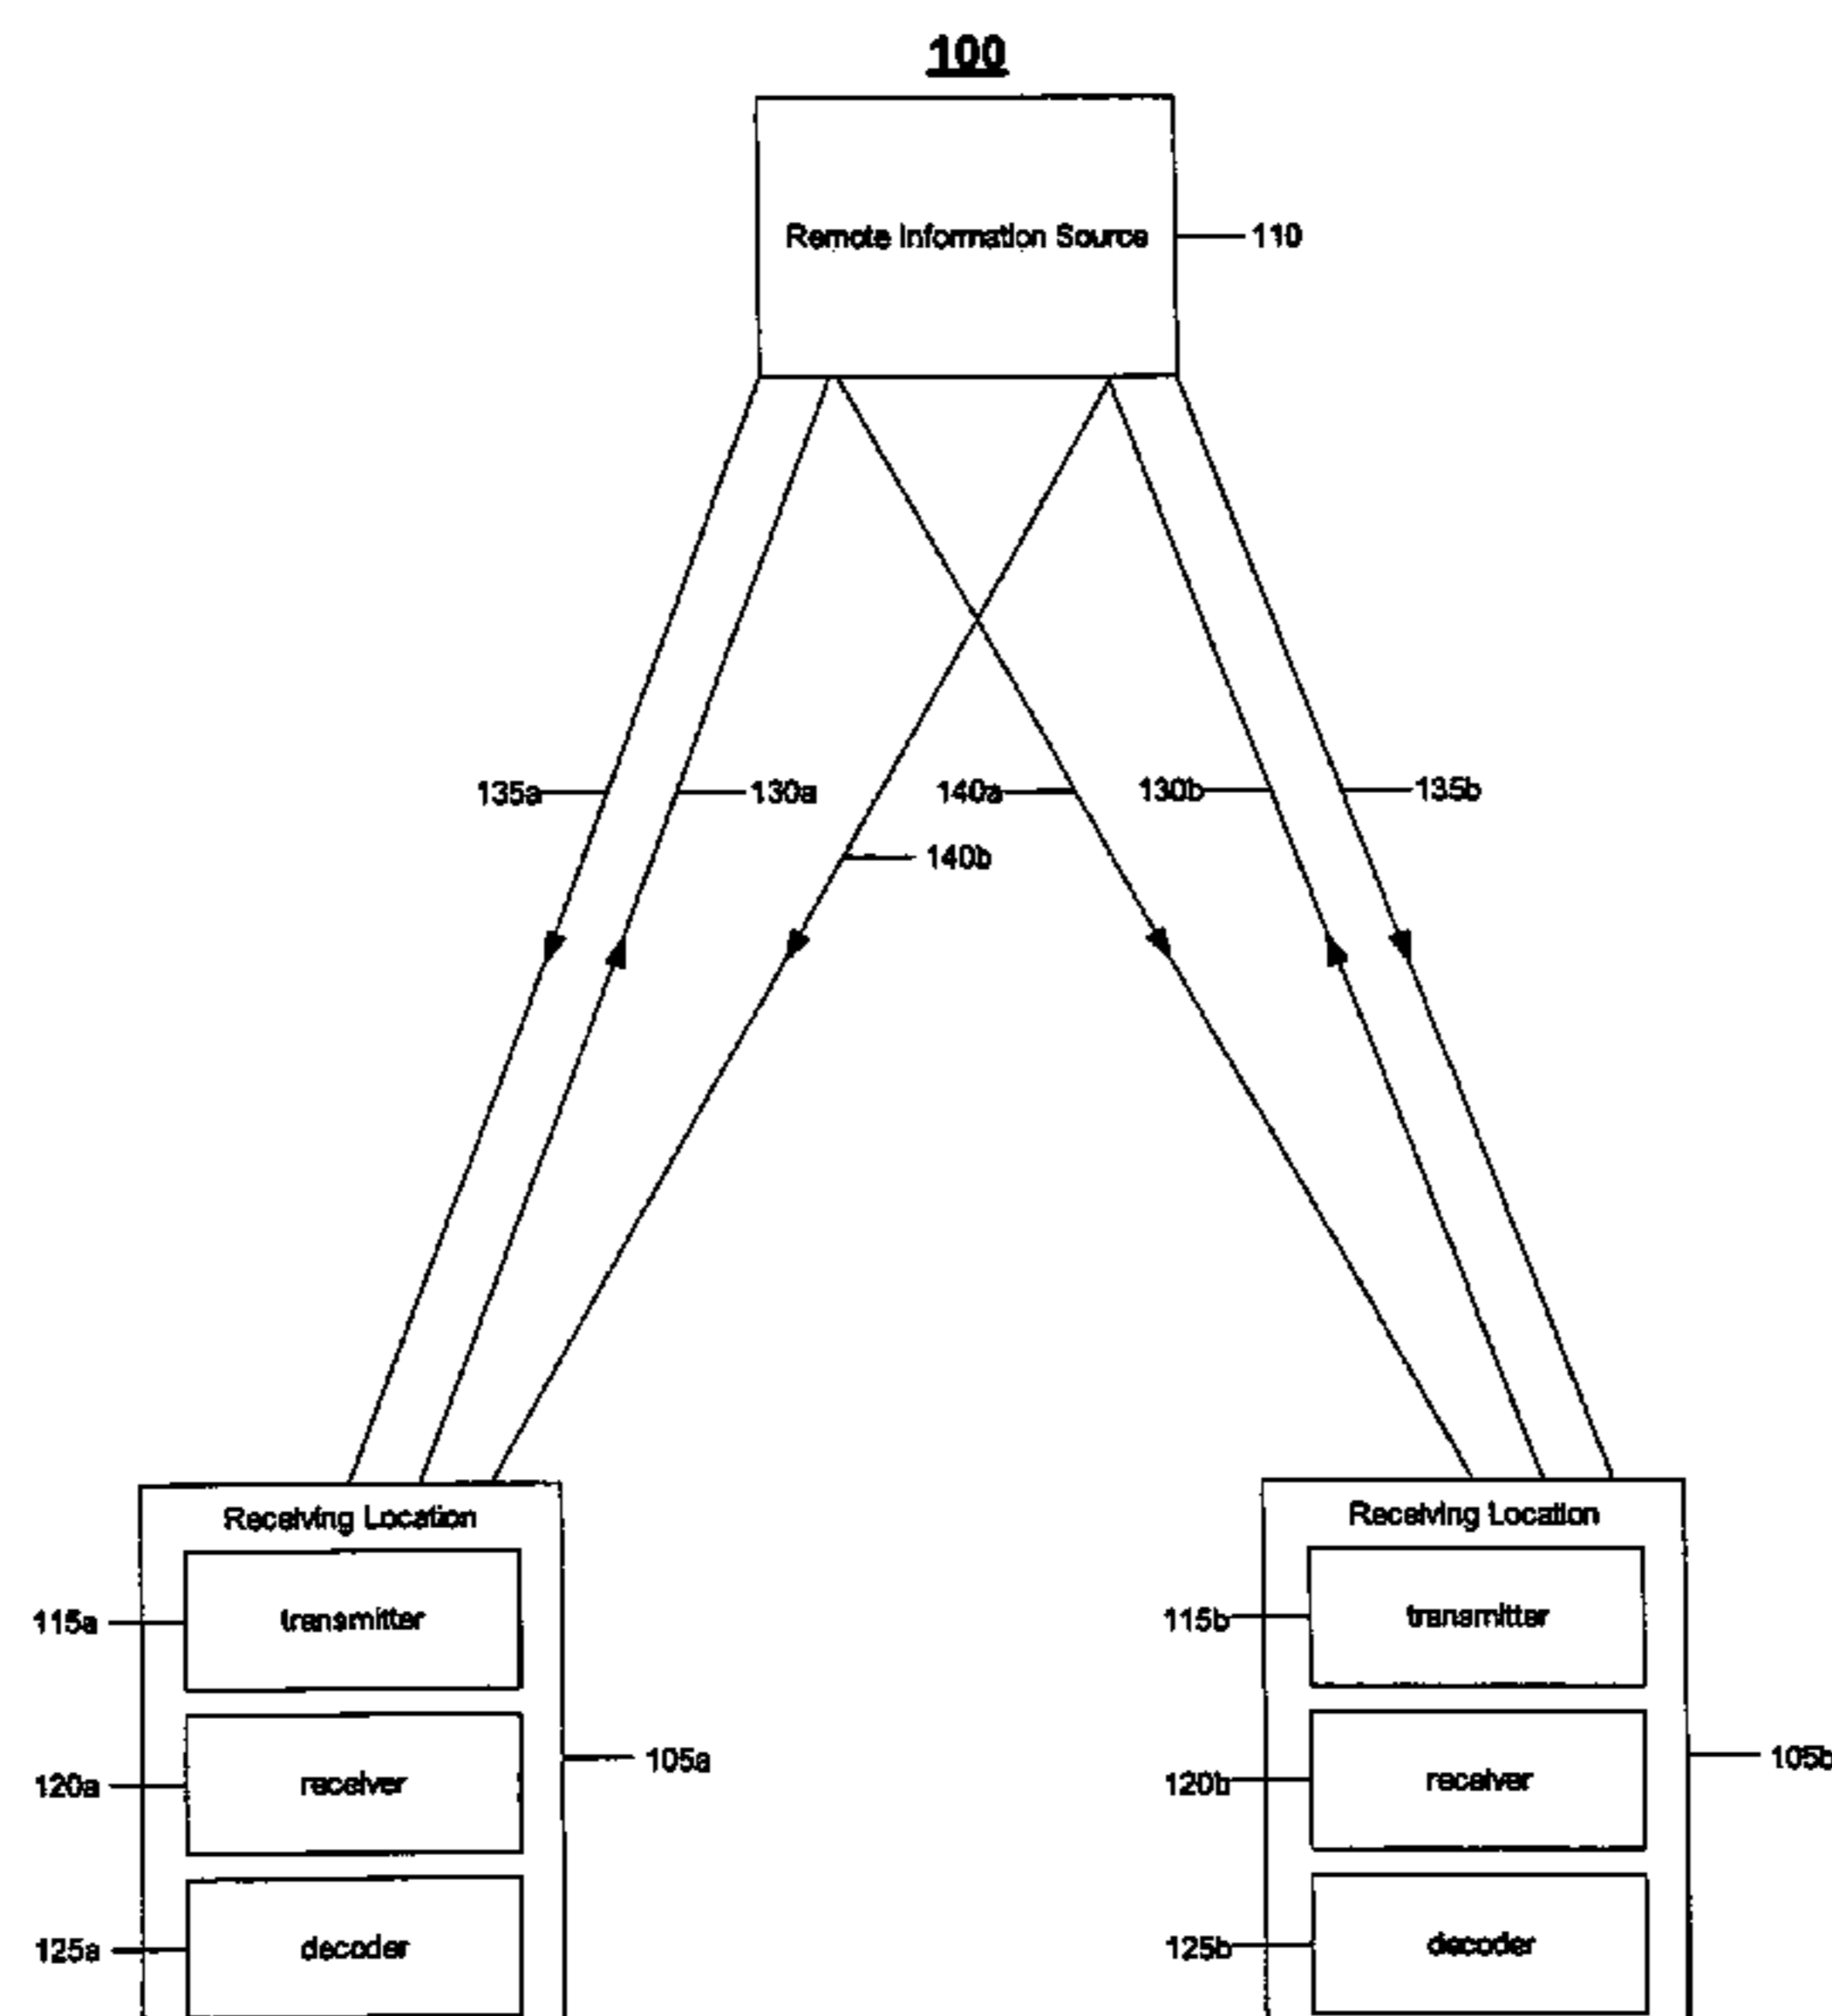 100
Remote Information Source
110
135a
130a
140a
130b
135b
140b
Receiving Location
Receiving Location
115a
transmitter
115b
transmitter
120a
receiver
105a
120b
receiver
105b
125a
decoder
125b
decoder